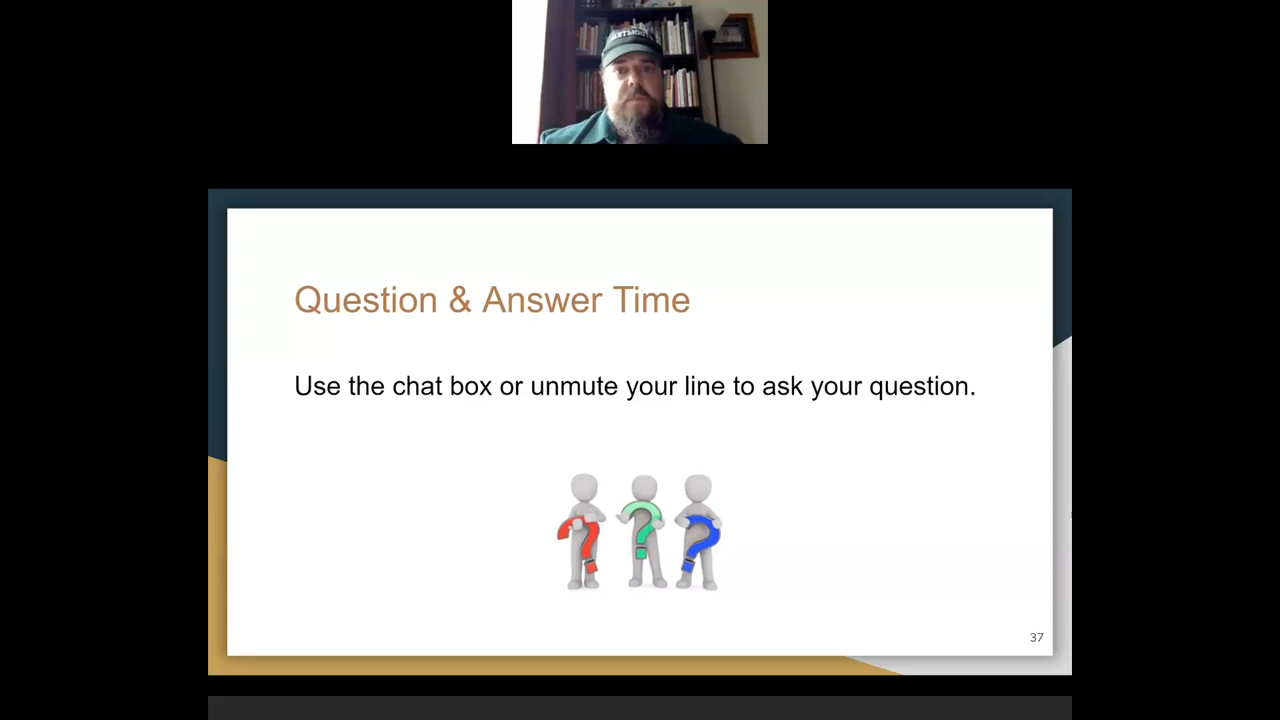 Question & Answer Time
Use the chat box or unmute your line to ask your question.
? ? ?
37